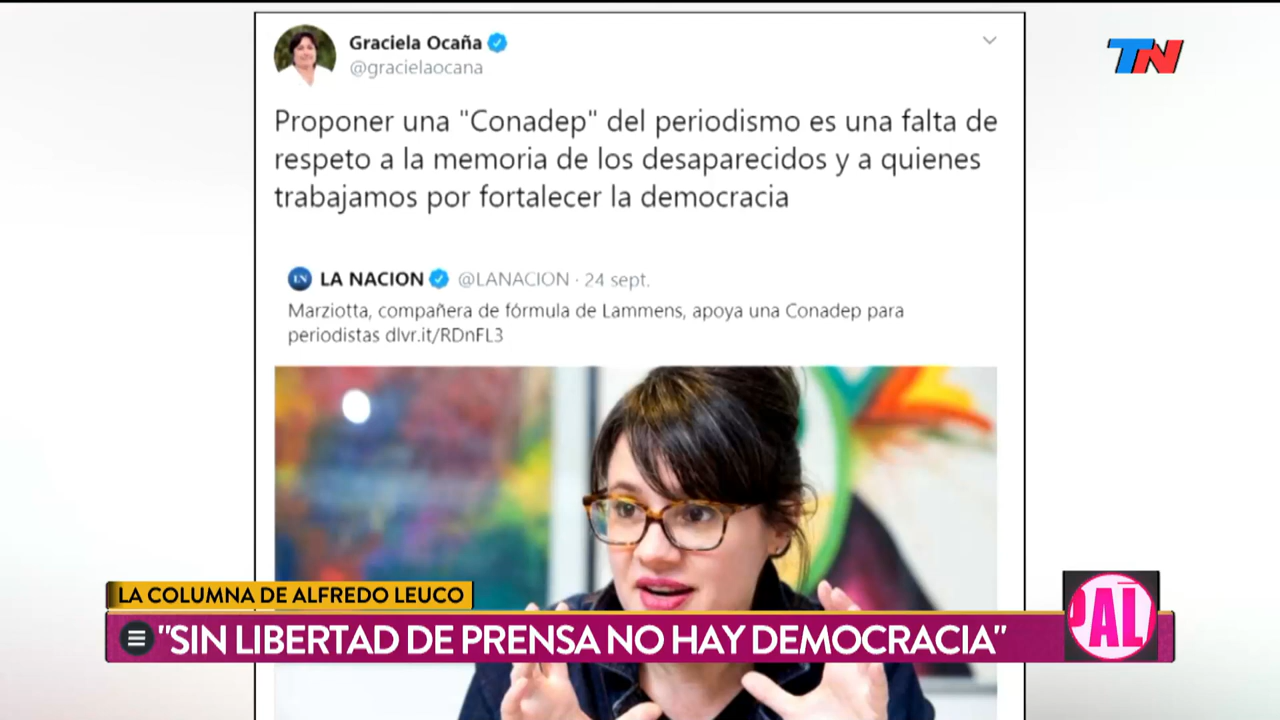 Graciela Ocaña
@gracielaocana
TN
Proponer una "Conadep" del periodismo es una falta de
respeto a la memoria de los desaparecidos y a quienes
trabajamos por fortalecer la democracia
LN
LA NACION @LANACION · 24 sept.
Marziotta, compañera de fórmula de Lammens, apoya una Conadep para
periodistas dlvr.it/RDnFL3
LA COLUMNA DE ALFREDO LEUCO
"SIN LIBERTAD DE PRENSA NO HAY DEMOCRACIA"
PAL